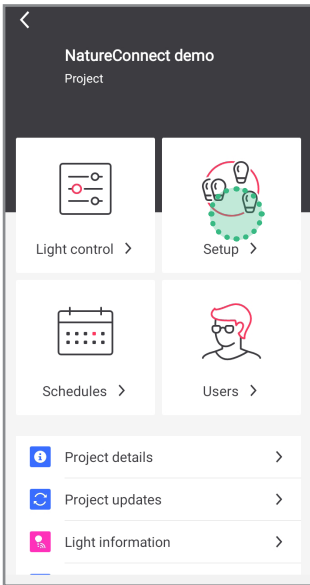 NatureConnect demo
Project
Light control
Setup
Schedules
Users
Project details
Project updates
Light information